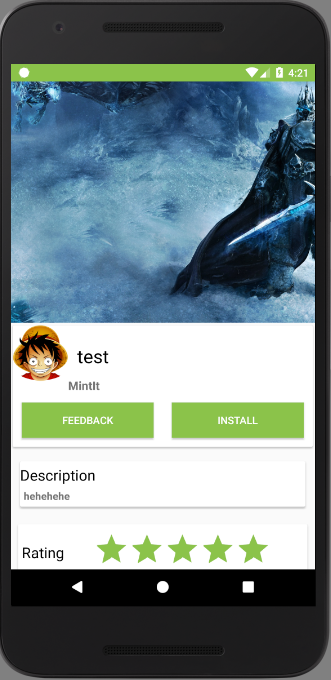 4:21
test
MintIt
FEEDBACK INSTALL
Description
hehehehe
Rating